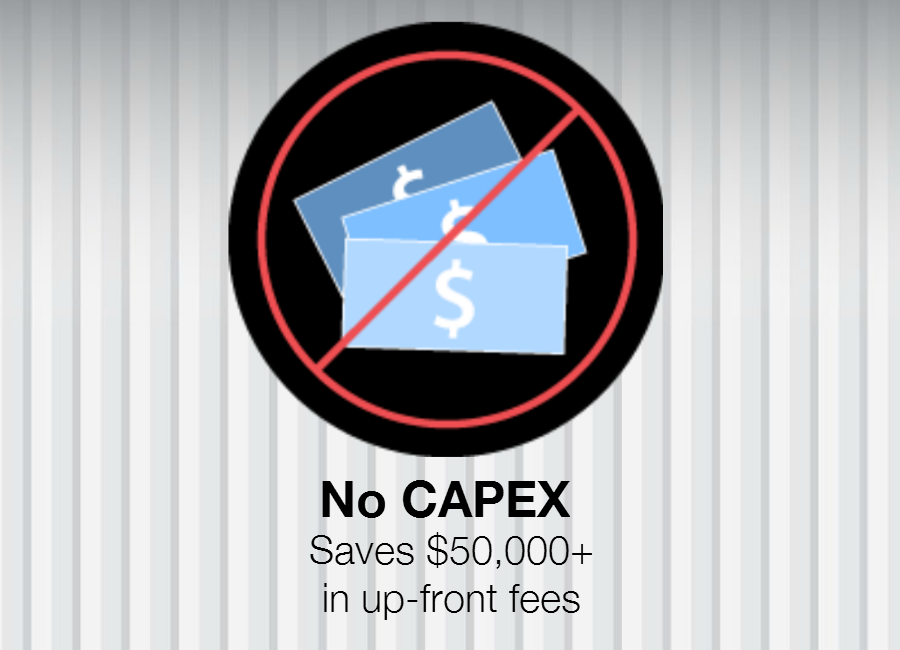 $
$
$
No CAPEX
Saves $50,000+
in up-front fees